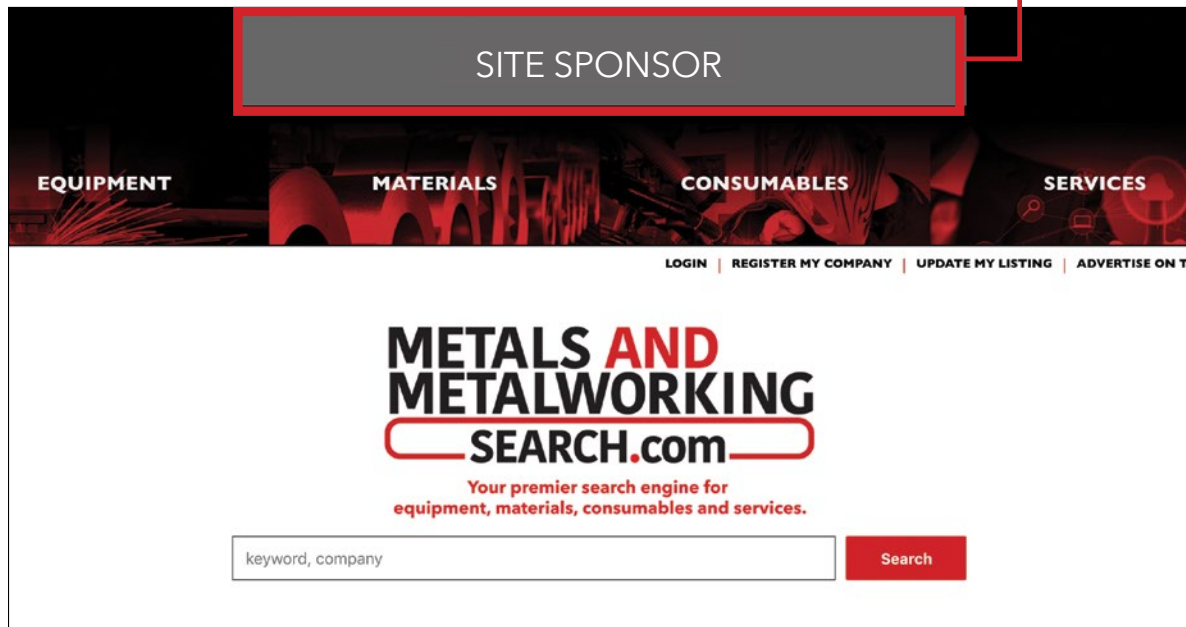 SITE SPONSOR
EQUIPMENT MATERIALS CONSUMABLES SERVICES
LOGIN | REGISTER MY COMPANY | UPDATE MY LISTING | ADVERTISE ON T
METALS AND
METALWORKING
SEARCH.com
Your premier search engine for
equipment, materials, consumables and services.
keyword, company Search